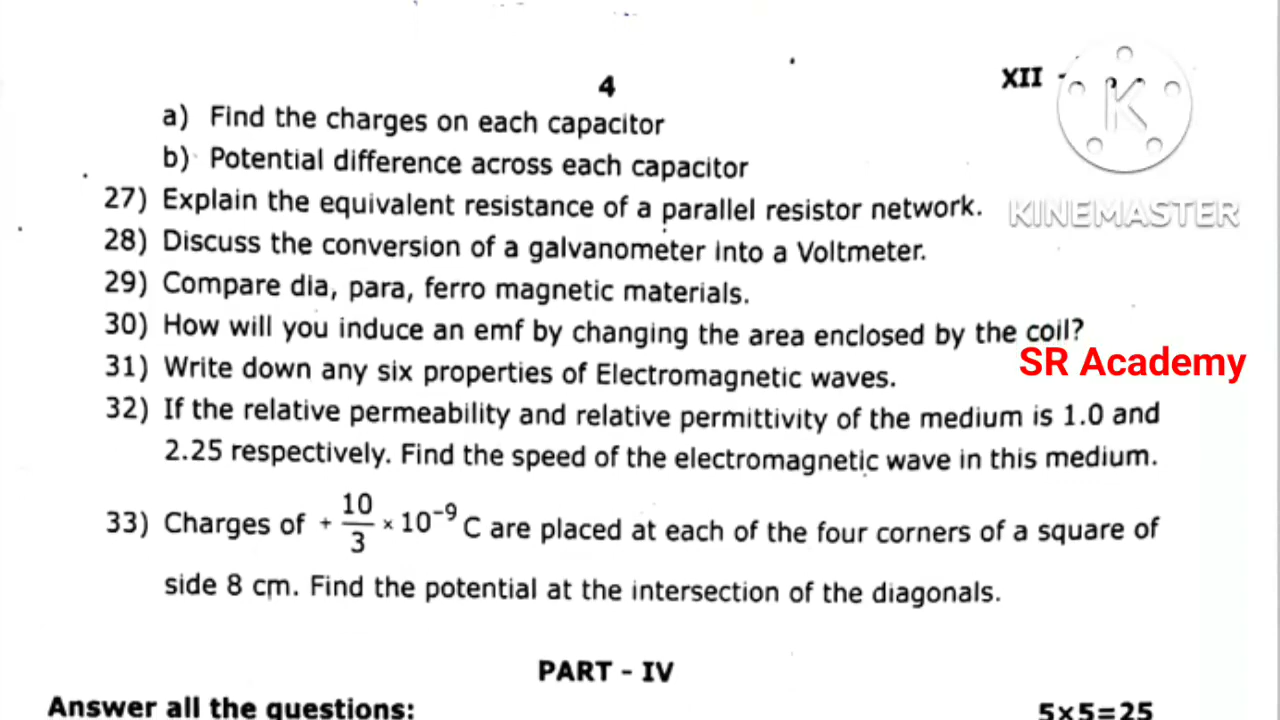 4
XII -
a) Find the charges on each capacitor
b) Potential difference across each capacitor
27) Explain the equivalent resistance of a parallel resistor network.
KINEMASTER
28) Discuss the conversion of a galvanometer into a Voltmeter.
29) Compare dia, para, ferro magnetic materials.
30) How will you induce an emf by changing the area enclosed by the coil?
SR Academy
31) Write down any six properties of Electromagnetic waves.
32) If the relative permeability and relative permittivity of the medium is 1.0 and
2.25 respectively. Find the speed of the electromagnetic wave in this medium.
33) Charges of + 10/3 × 10⁻⁹ C are placed at each of the four corners of a square of
side 8 cm. Find the potential at the intersection of the diagonals.
PART - IV
Answer all the questions: 5×5=25